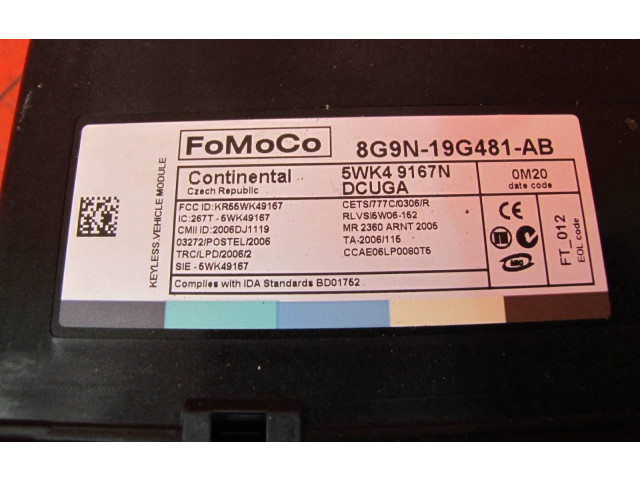 FoMoCo 8G9N-19G481-AB
KEYLESS.VEHICLE MODULE
Continental
Czech Republic
5WK4 9167N
DCUGA
0M20
date code
FCC ID: KR55WK49167
IC:267T - 5WK49167
CMII ID: 2006DJ1119
03272/POSTEL/2006
TRC/LPD/2006/2
SIE - 5WK49167
CETS/777C/0306/R
RLVSI5W06-152
MR 2360 ARNT 2005
TA-2006/115
CCAE06LP0080T5
CE
FT_012
EOL code
Complies with IDA Standards BD01752